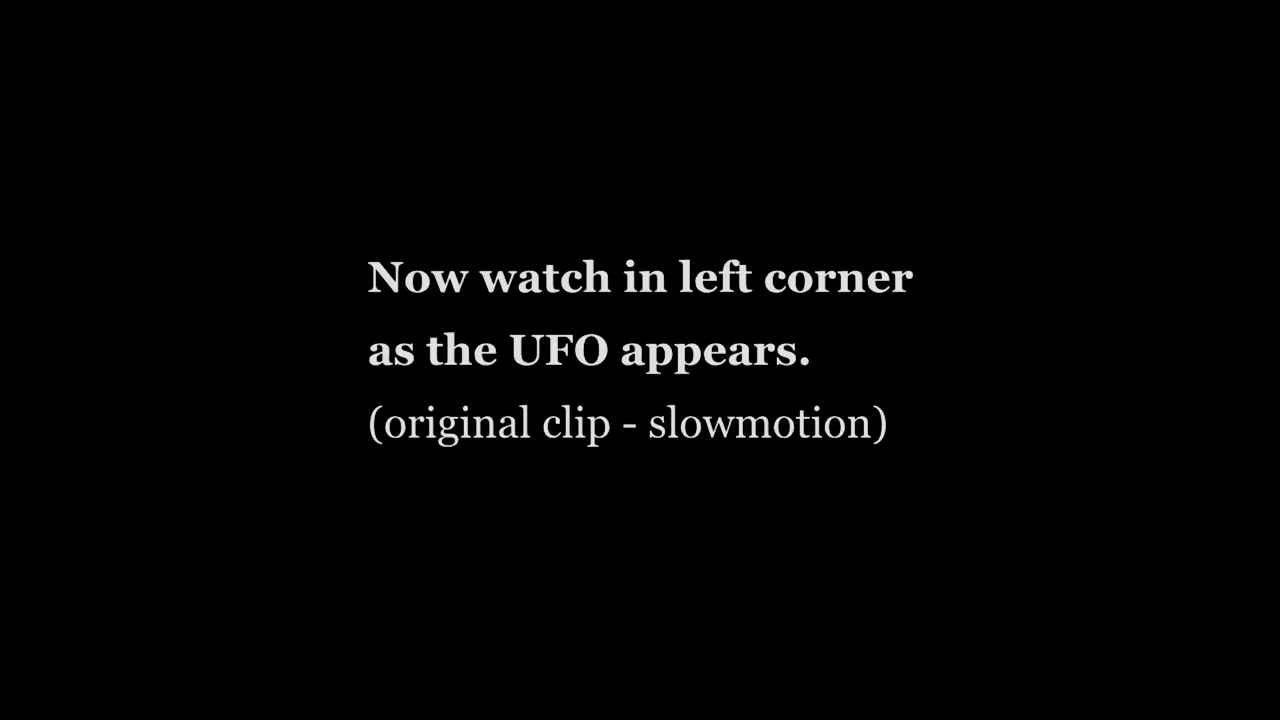 Now watch in left corner
as the UFO appears.
(original clip - slowmotion)